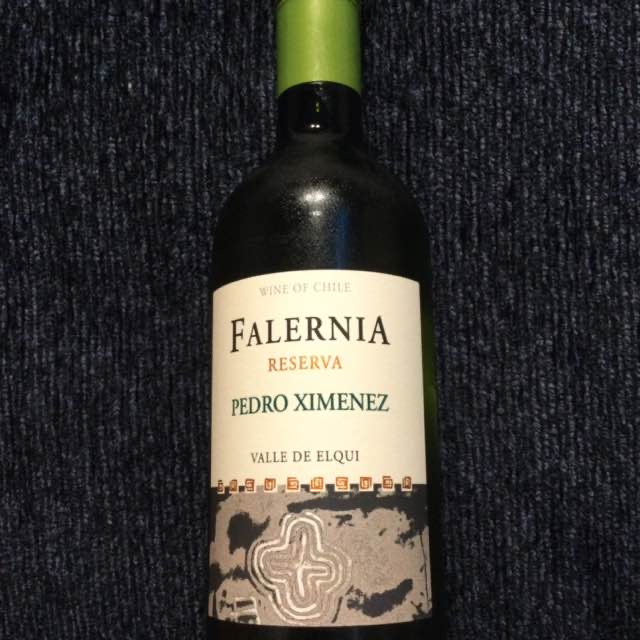 WINE OF CHILE
FALERNIA
RESERVA
PEDRO XIMENEZ
VALLE DE ELQUI